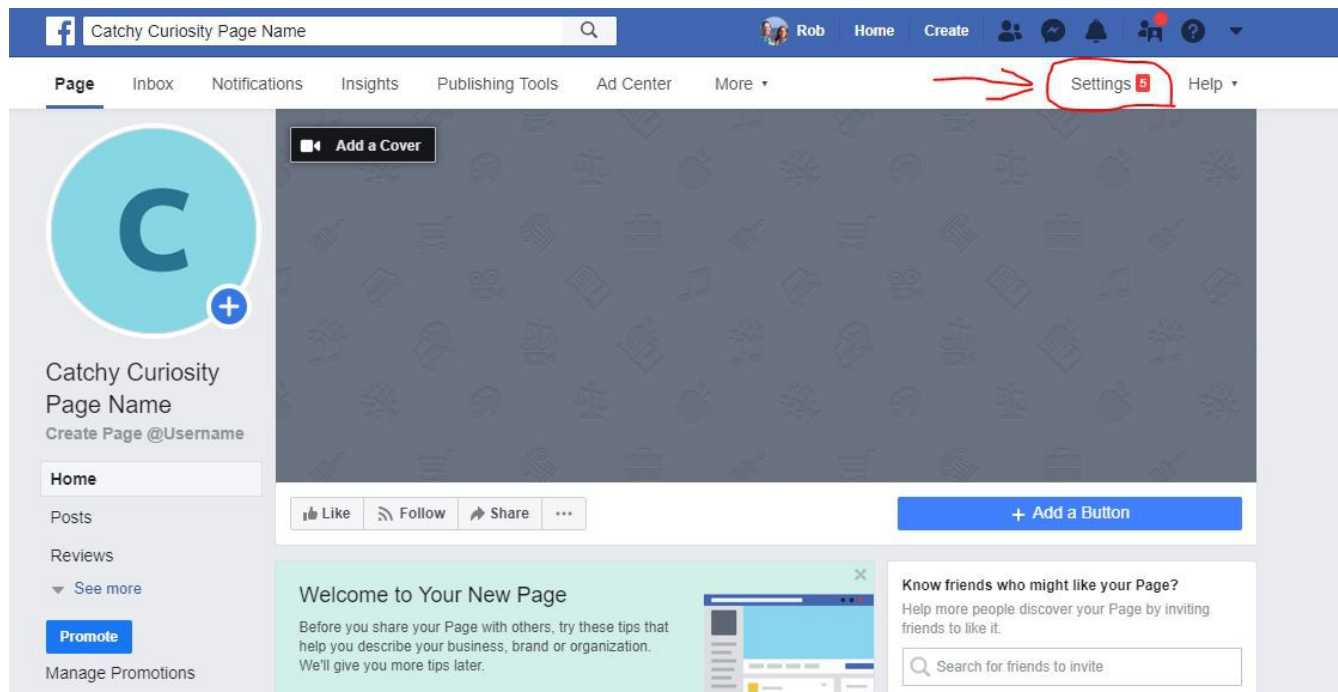 f Catchy Curiosity Page Name Rob Home Create
Page Inbox Notifications Insights Publishing Tools Ad Center More Settings 5 Help
Add a Cover
C
Catchy Curiosity
Page Name
Create Page @Username
Home
Posts
Reviews
See more
Promote
Manage Promotions
Like Follow Share ...
+ Add a Button
Welcome to Your New Page
Before you share your Page with others, try these tips that
help you describe your business, brand or organization.
We'll give you more tips later.
Know friends who might like your Page?
Help more people discover your Page by inviting
friends to like it.
Search for friends to invite